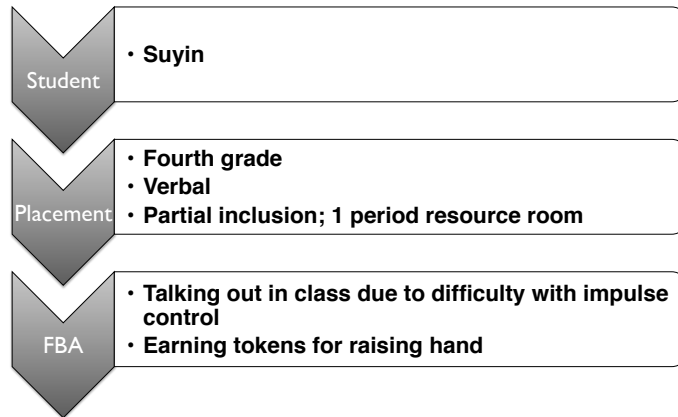 Student
• Suyin
Placement
• Fourth grade
• Verbal
• Partial inclusion; 1 period resource room
FBA
• Talking out in class due to difficulty with impulse
control
• Earning tokens for raising hand